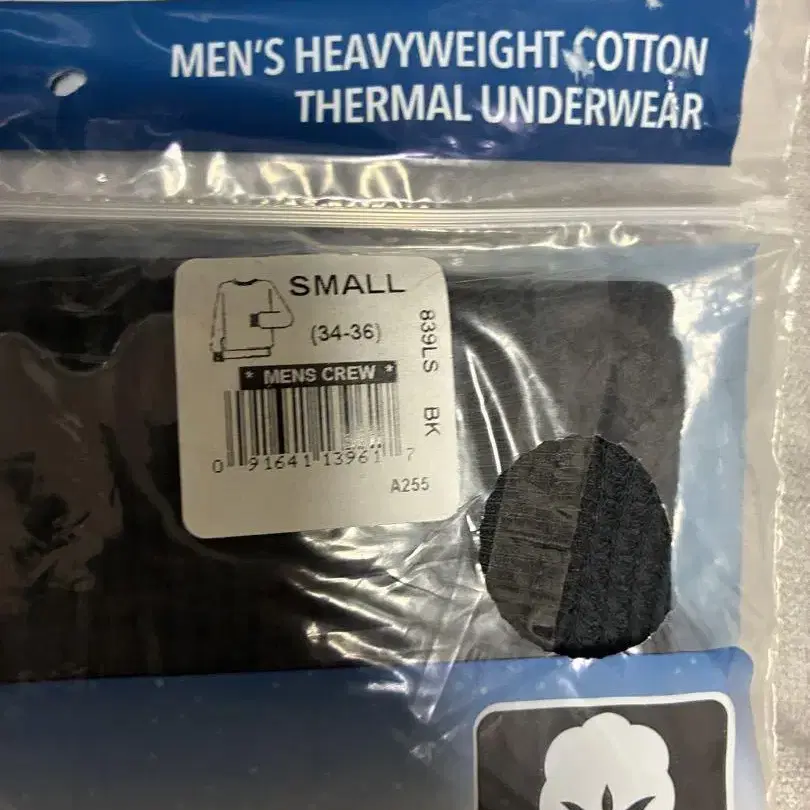 MEN'S HEAVYWEIGHT COTTON
THERMAL UNDERWEAR
SMALL
(34-36)
* MENS CREW *
839LS BK
0 91641 13961 7
A255